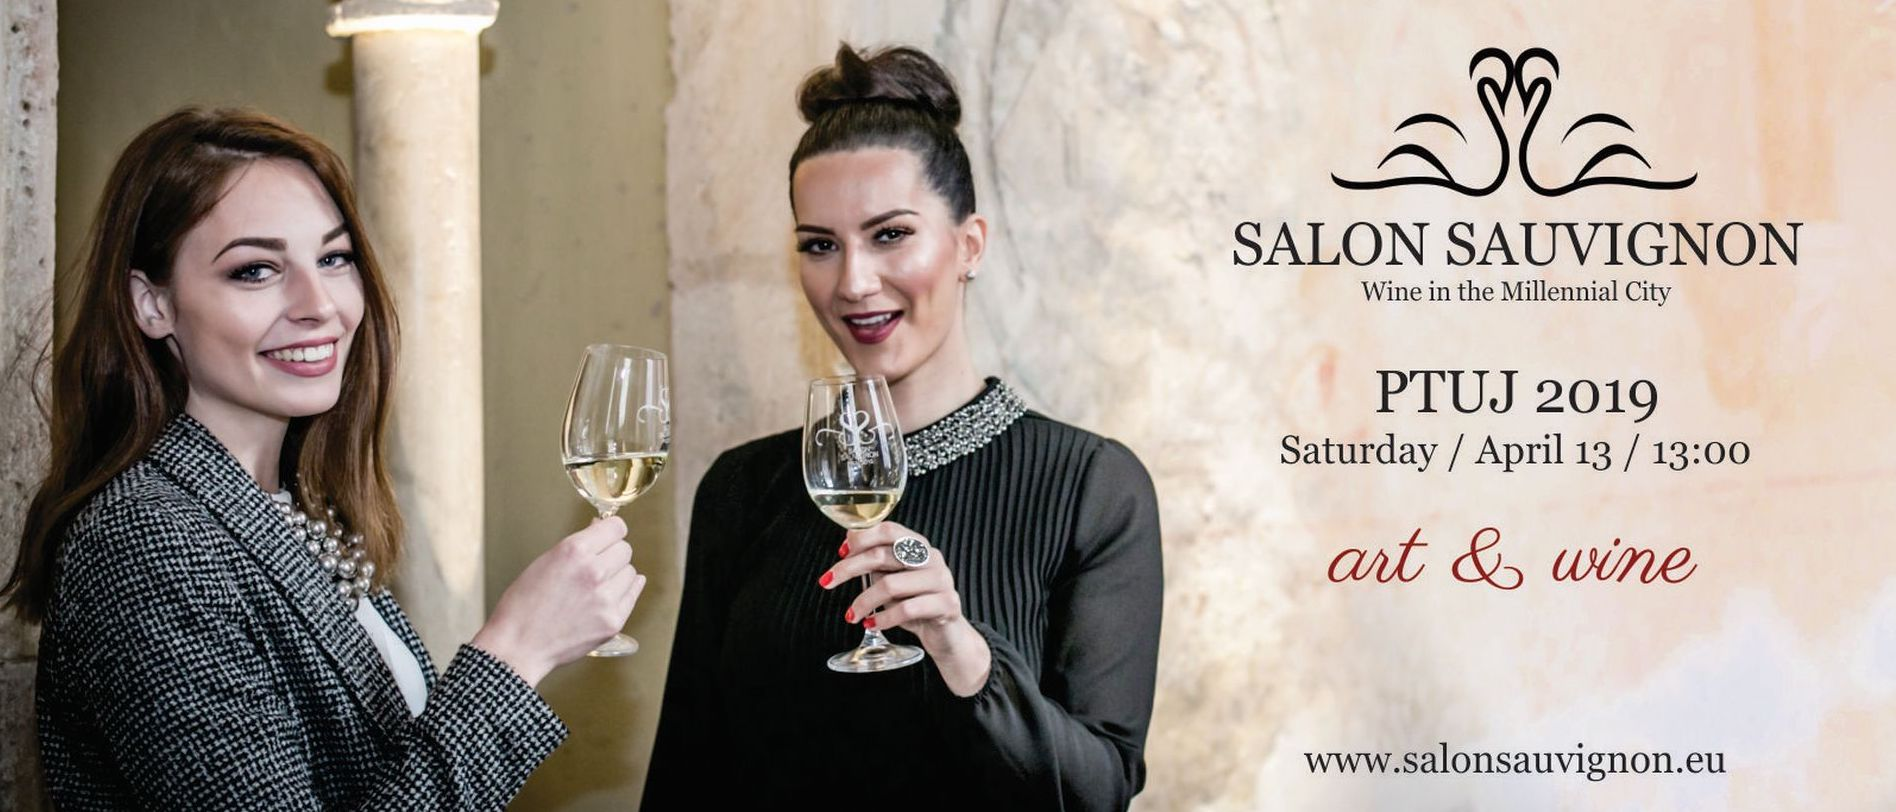 SALON SAUVIGNON
Wine in the Millennial City
PTUJ 2019
Saturday / April 13 / 13:00
art & wine
www.salonsauvignon.eu